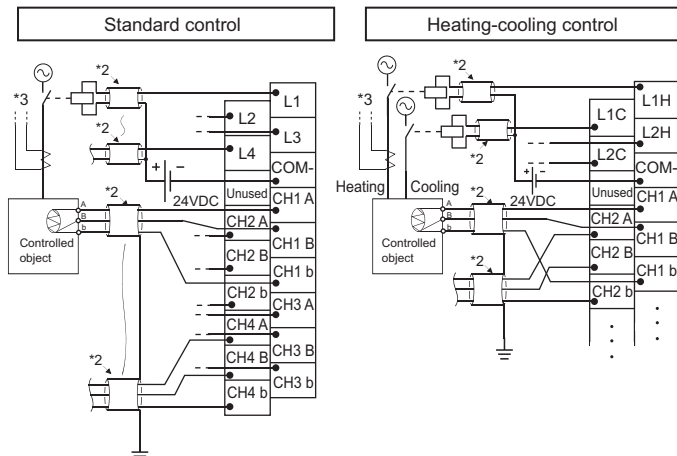 Standard control
*2
*3
*2
L1
L2
L3
L4
COM-
+ -
24VDC
Unused
CH1 A
*2
A
B
b
Controlled
object
CH2 A
CH1 B
CH2 B
CH1 b
CH2 b
CH3 A
CH4 A
CH3 B
*2
CH4 B
CH3 b
CH4 b
Heating-cooling control
*2
*3
*2
L1H
L1C
L2H
L2C
COM-
+ -
24VDC
Heating
Cooling
Unused
CH1 A
*2
A
B
b
Controlled
object
CH2 A
CH1 B
*2
CH2 B
CH1 b
CH2 b